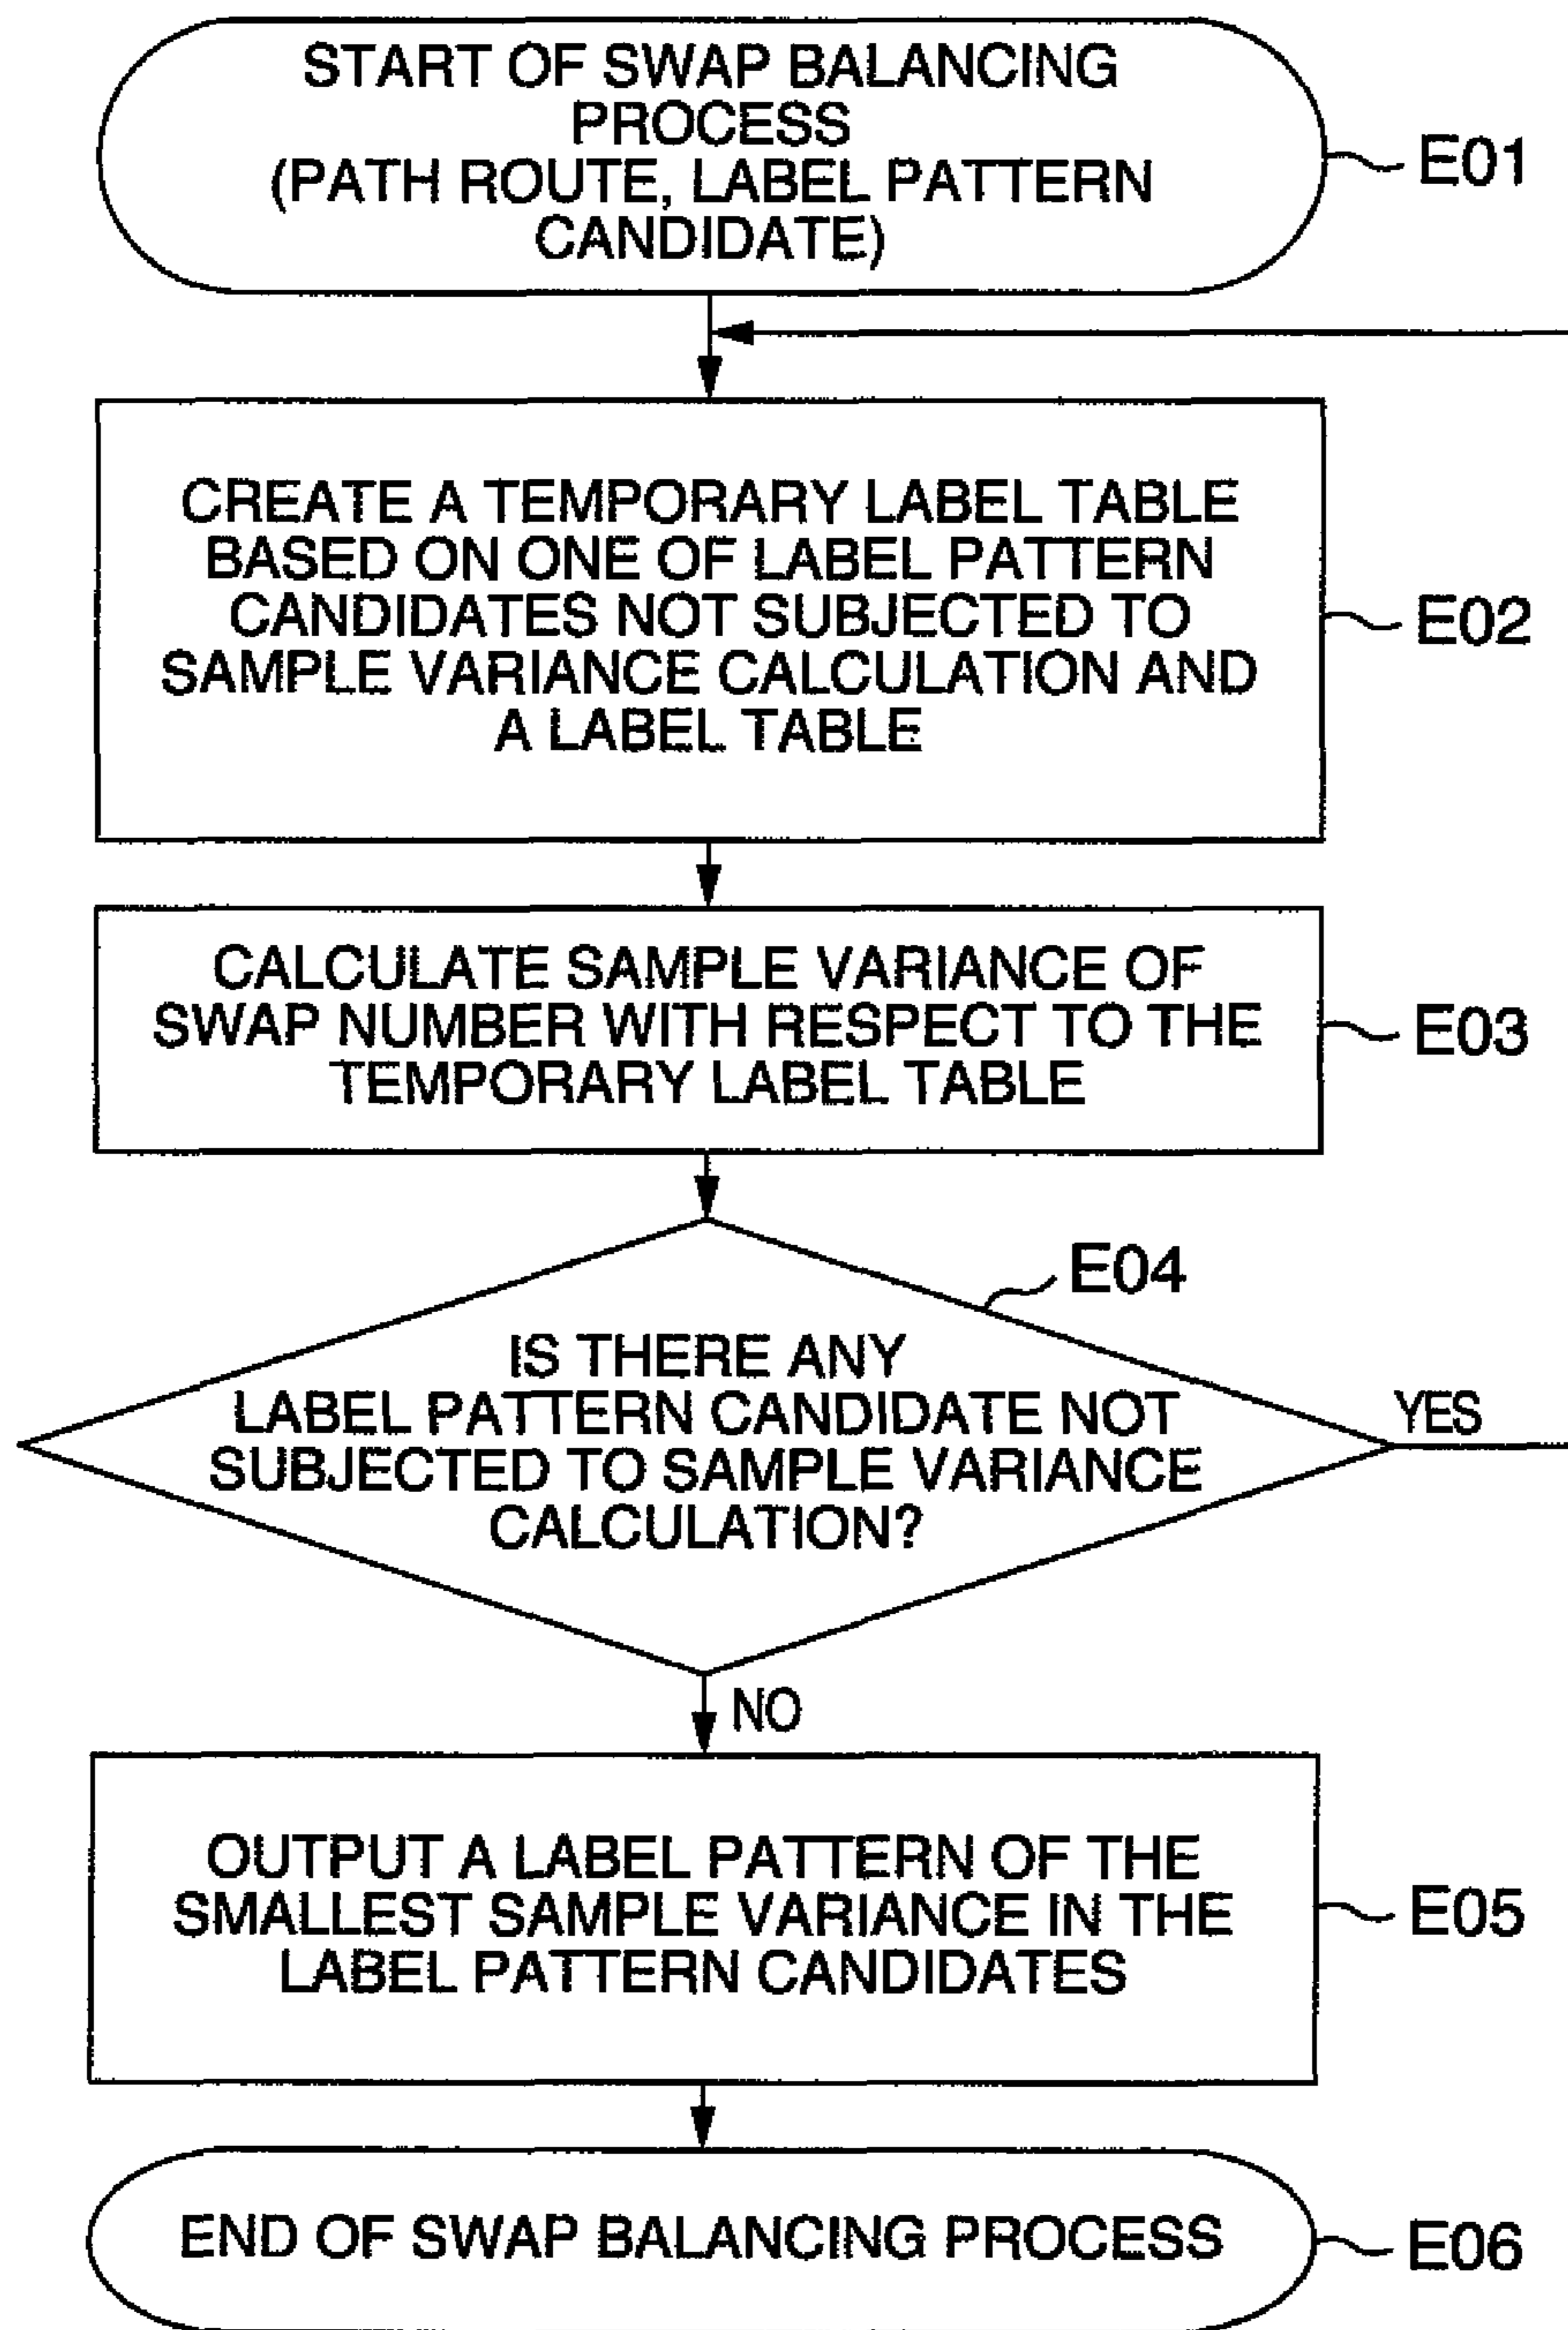 START OF SWAP BALANCING
PROCESS
(PATH ROUTE, LABEL PATTERN
CANDIDATE)
E01
CREATE A TEMPORARY LABEL TABLE
BASED ON ONE OF LABEL PATTERN
CANDIDATES NOT SUBJECTED TO
SAMPLE VARIANCE CALCULATION AND
A LABEL TABLE
E02
CALCULATE SAMPLE VARIANCE OF
SWAP NUMBER WITH RESPECT TO THE
TEMPORARY LABEL TABLE
E03
E04
IS THERE ANY
LABEL PATTERN CANDIDATE NOT
SUBJECTED TO SAMPLE VARIANCE
CALCULATION?
YES
NO
OUTPUT A LABEL PATTERN OF THE
SMALLEST SAMPLE VARIANCE IN THE
LABEL PATTERN CANDIDATES
E05
END OF SWAP BALANCING PROCESS
E06